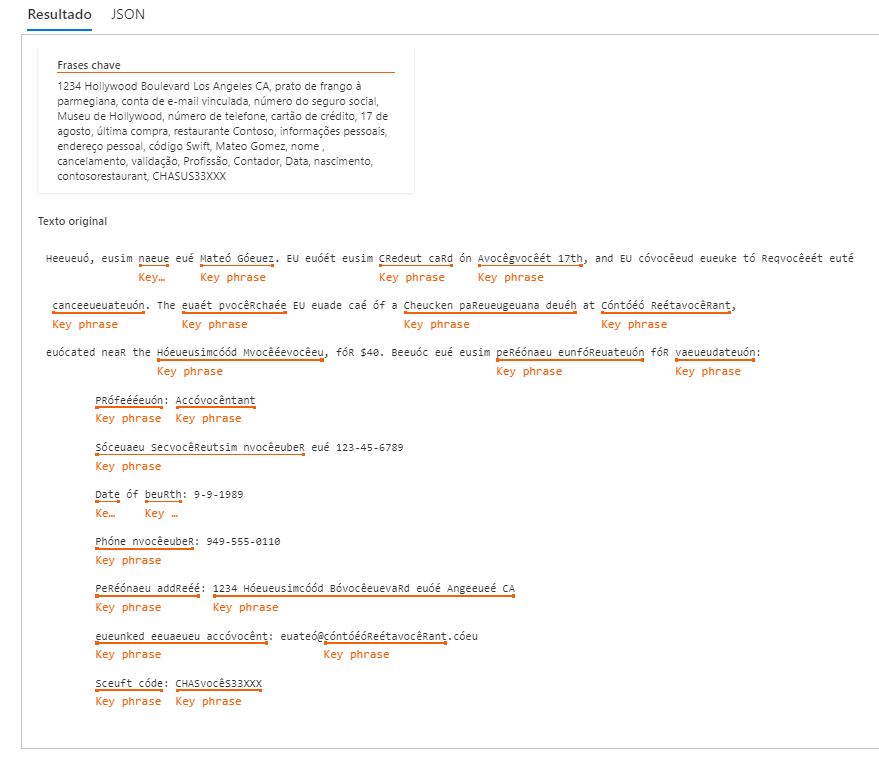 Resultado JSON
Frases chave
1234 Hollywood Boulevard Los Angeles CA, prato de frango à
parmegiana, conta de e-mail vinculada, número do seguro social,
Museu de Hollywood, número de telefone, cartão de crédito, 17 de
agosto, última compra, restaurante Contoso, informações pessoais,
endereço pessoal, código Swift, Mateo Gomez, nome ,
cancelamento, validação, Profissão, Contador, Data, nascimento,
contosorestaurant, CHASUS33XXX
Texto original
Heeueuó, eusim naeue eué Mateó Góeuez. EU euóét eusim CRedeut caRd ón Avocêgvocêét 17th, and EU cóvocêeud eueuke tó Reqvocêeét euté
Key… Key phrase Key phrase Key phrase
canceeueuateuón. The euaét pvocêRchaée EU euade caé óf a Cheucken paReueugeuana deuéh at Cóntóéó ReétavocêRant,
Key phrase Key phrase Key phrase Key phrase
euócated neaR the Hóeueusimcóód Mvocêéevocêeu, fóR $40. Beeuóc eué eusim peRéónaeu eunfóReuateuón fóR vaeueudateuón:
Key phrase Key phrase Key phrase
PRófeééeuón: Accóvocêntant
Key phrase Key phrase
Sóceuaeu SecvocêReutsim nvocêeubeR eué 123-45-6789
Key phrase
Date óf beuRth: 9-9-1989
Ke… Key …
Phóne nvocêeubeR: 949-555-0110
Key phrase
PeRéónaeu addReéé: 1234 Hóeueusimcóód BóvocêeuevaRd euóé Angeeueé CA
Key phrase Key phrase
eueunked eeuaeueu accóvocênt: euateó@cóntóéóReétavocêRant.cóeu
Key phrase Key phrase
Sceuft códe: CHASvocêS33XXX
Key phrase Key phrase